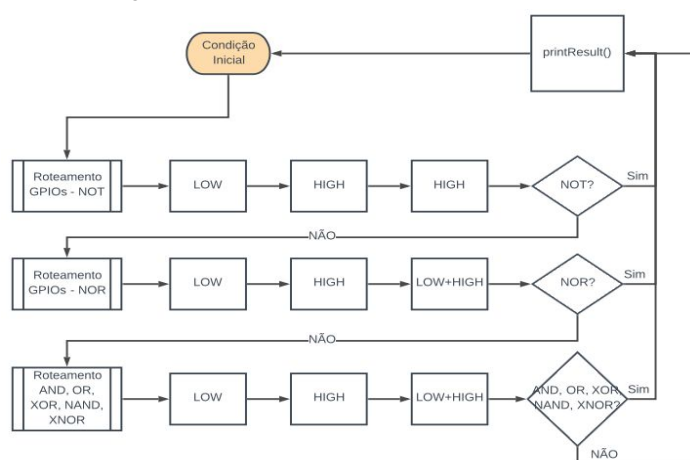 Condição
Inicial
printResult()
Roteamento
GPIOs - NOT
LOW
HIGH
HIGH
NOT?
Sim
NÃO
Roteamento
GPIOs - NOR
LOW
HIGH
LOW+HIGH
NOR?
Sim
NÃO
Roteamento
AND, OR,
XOR, NAND,
XNOR
LOW
HIGH
LOW+HIGH
AND, OR, XOR,
NAND, XNOR?
Sim
NÃO